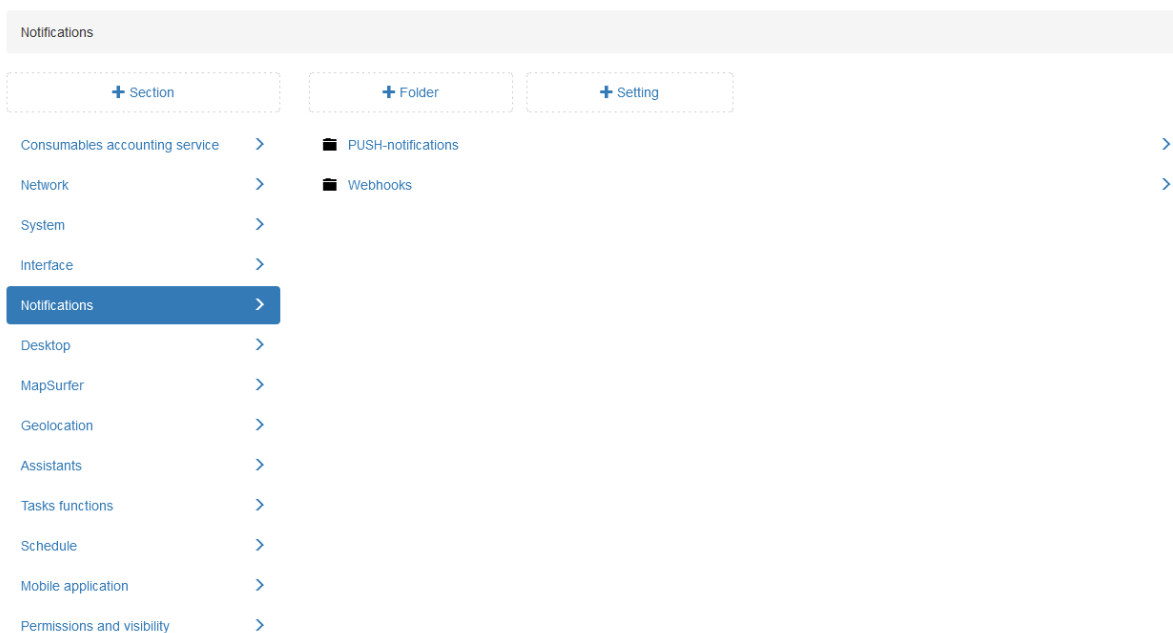 Notifications
Section
Folder
Setting
Consumables accounting service
PUSH-notifications
Network
Webhooks
System
Interface
Notifications
Desktop
MapSurfer
Geolocation
Assistants
Tasks functions
Schedule
Mobile application
Permissions and visibility